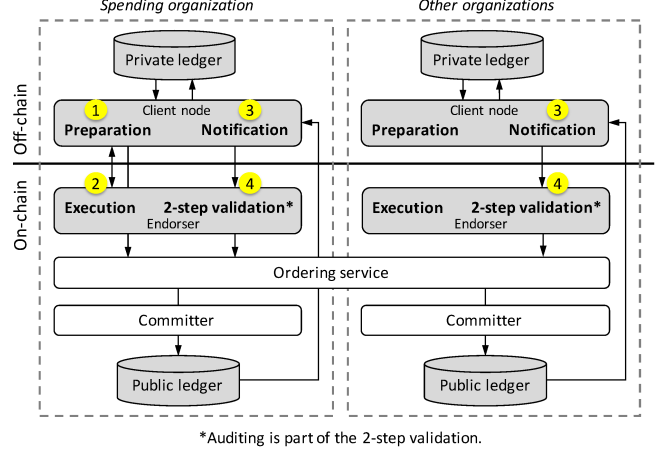 Spending organization
Other organizations
Off-chain
On-chain
Private ledger
1
Client node
3
Preparation
Notification
2
4
Execution
2-step validation*
Endorser
Private ledger
Client node
3
Preparation
Notification
4
Execution
2-step validation*
Endorser
Ordering service
Committer
Committer
Public ledger
Public ledger
*Auditing is part of the 2-step validation.